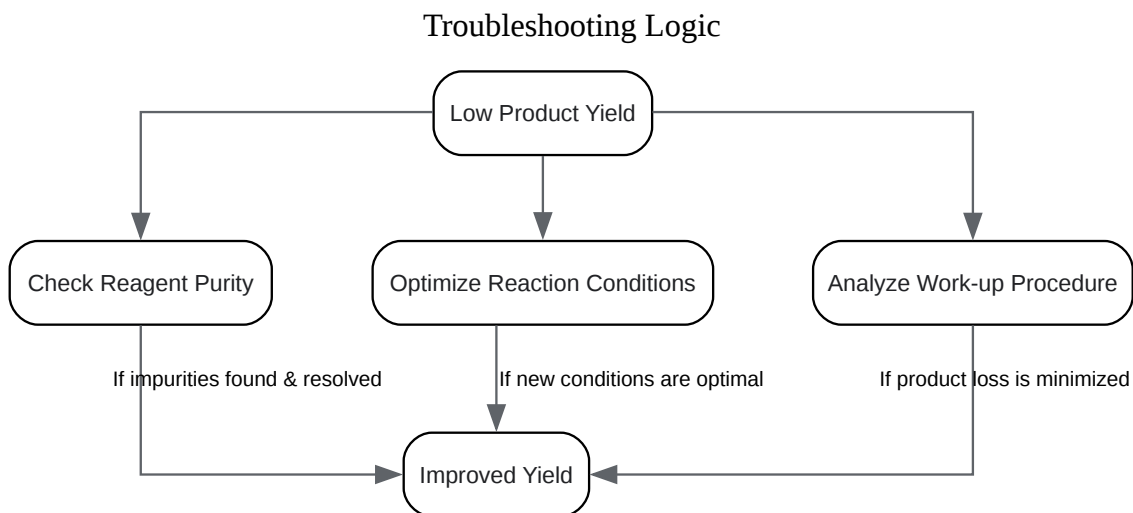 Troubleshooting Logic
Low Product Yield
Check Reagent Purity
Optimize Reaction Conditions
Analyze Work-up Procedure
If impurities found & resolved
If new conditions are optimal
If product loss is minimized
Improved Yield